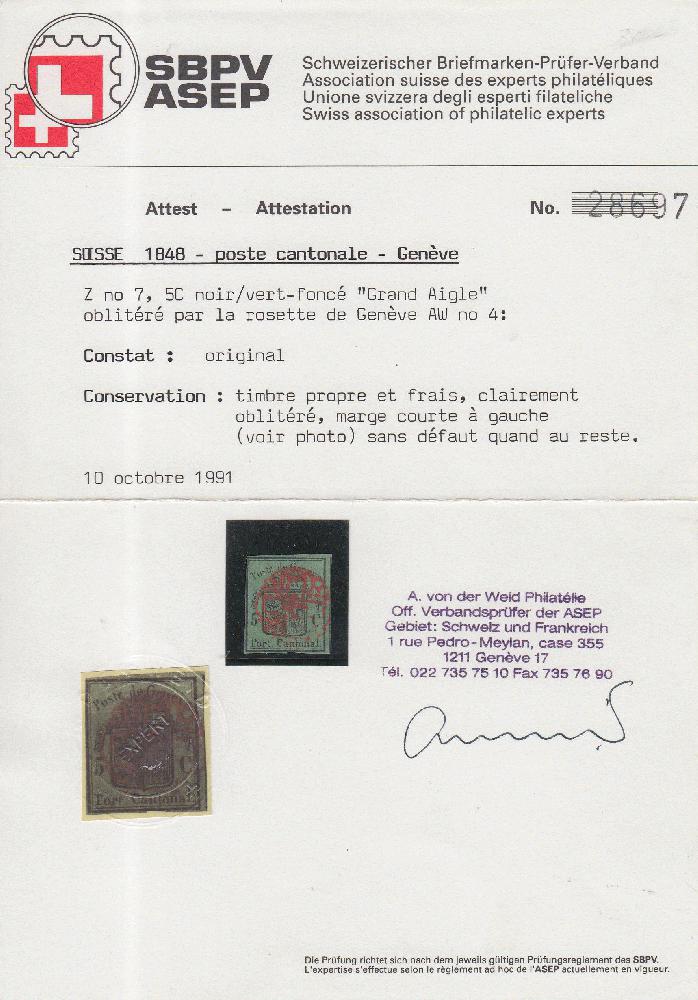 SBPV
ASEP
Schweizerischer Briefmarken-Prüfer-Verband
Association suisse des experts philatéliques
Unione svizzera degli esperti filateliche
Swiss association of philatelic experts
Attest – Attestation No. 28697
SUISSE 1848 - poste cantonale - Genève
Z no 7, 5C noir/vert-foncé "Grand Aigle"
oblitéré par la rosette de Genève AW no 4:
Constat : original
Conservation : timbre propre et frais, clairement
oblitéré, marge courte à gauche
(voir photo) sans défaut quand au reste.
10 octobre 1991
5 C
Port Cantonal
A. von der Weid Philatélie
Off. Verbandsprüfer der ASEP
Gebiet: Schweiz und Frankreich
1 rue Pedro-Meylan, case 355
1211 Genève 17
Tél. 022 735 75 10 Fax 735 76 90
Poste de
EXPERT
5 C
Port Cantonal
Die Prüfung richtet sich nach dem jeweils gültigen Prüfungsreglement des SBPV.
L'expertise s'effectue selon le règlement ad hoc de l'ASEP actuellement en vigueur.